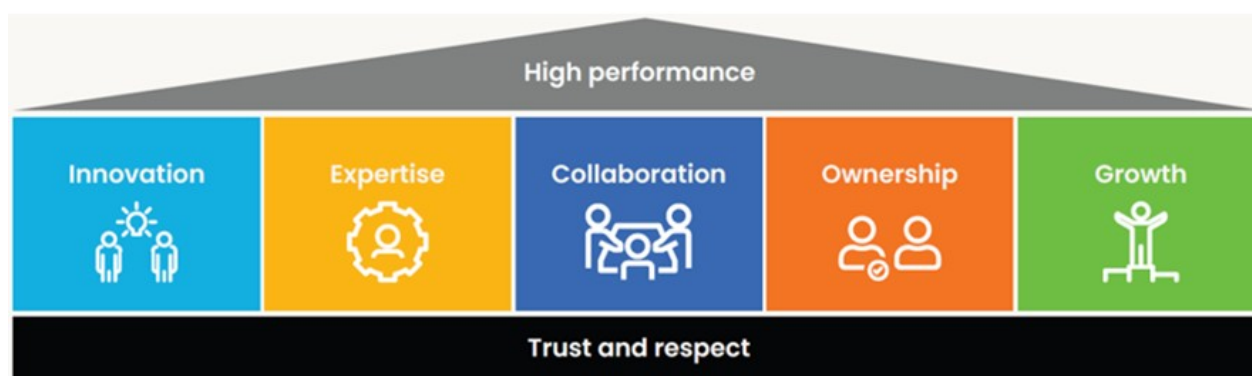 High performance
Innovation
Expertise
Collaboration
Ownership
Growth
Trust and respect